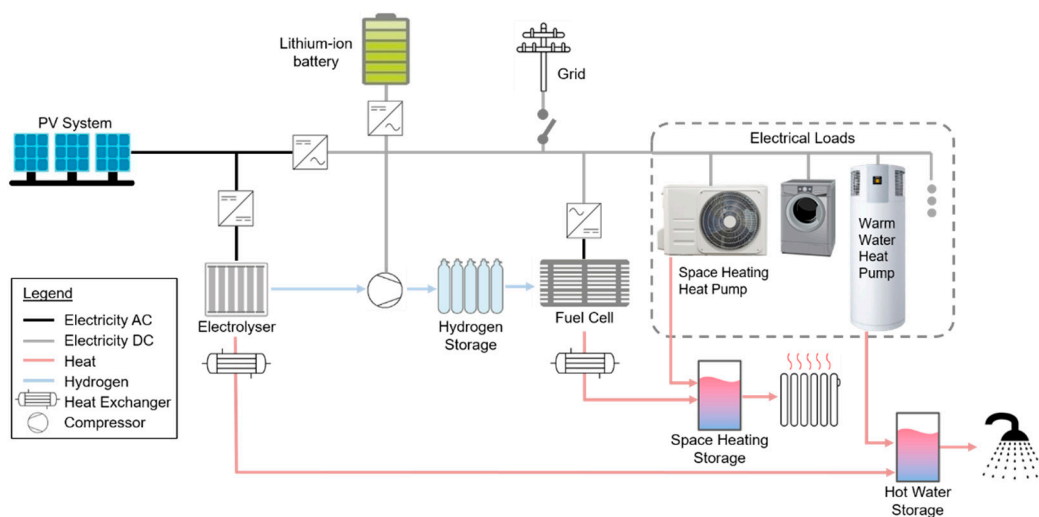 Lithium-ion
battery
Grid
PV System
Electrical Loads
Warm
Water
Heat
Pump
Space Heating
Heat Pump
Legend
Electricity AC
Electricity DC
Heat
Hydrogen
Heat Exchanger
Compressor
Electrolyser
Hydrogen
Storage
Fuel Cell
Space Heating
Storage
Hot Water
Storage